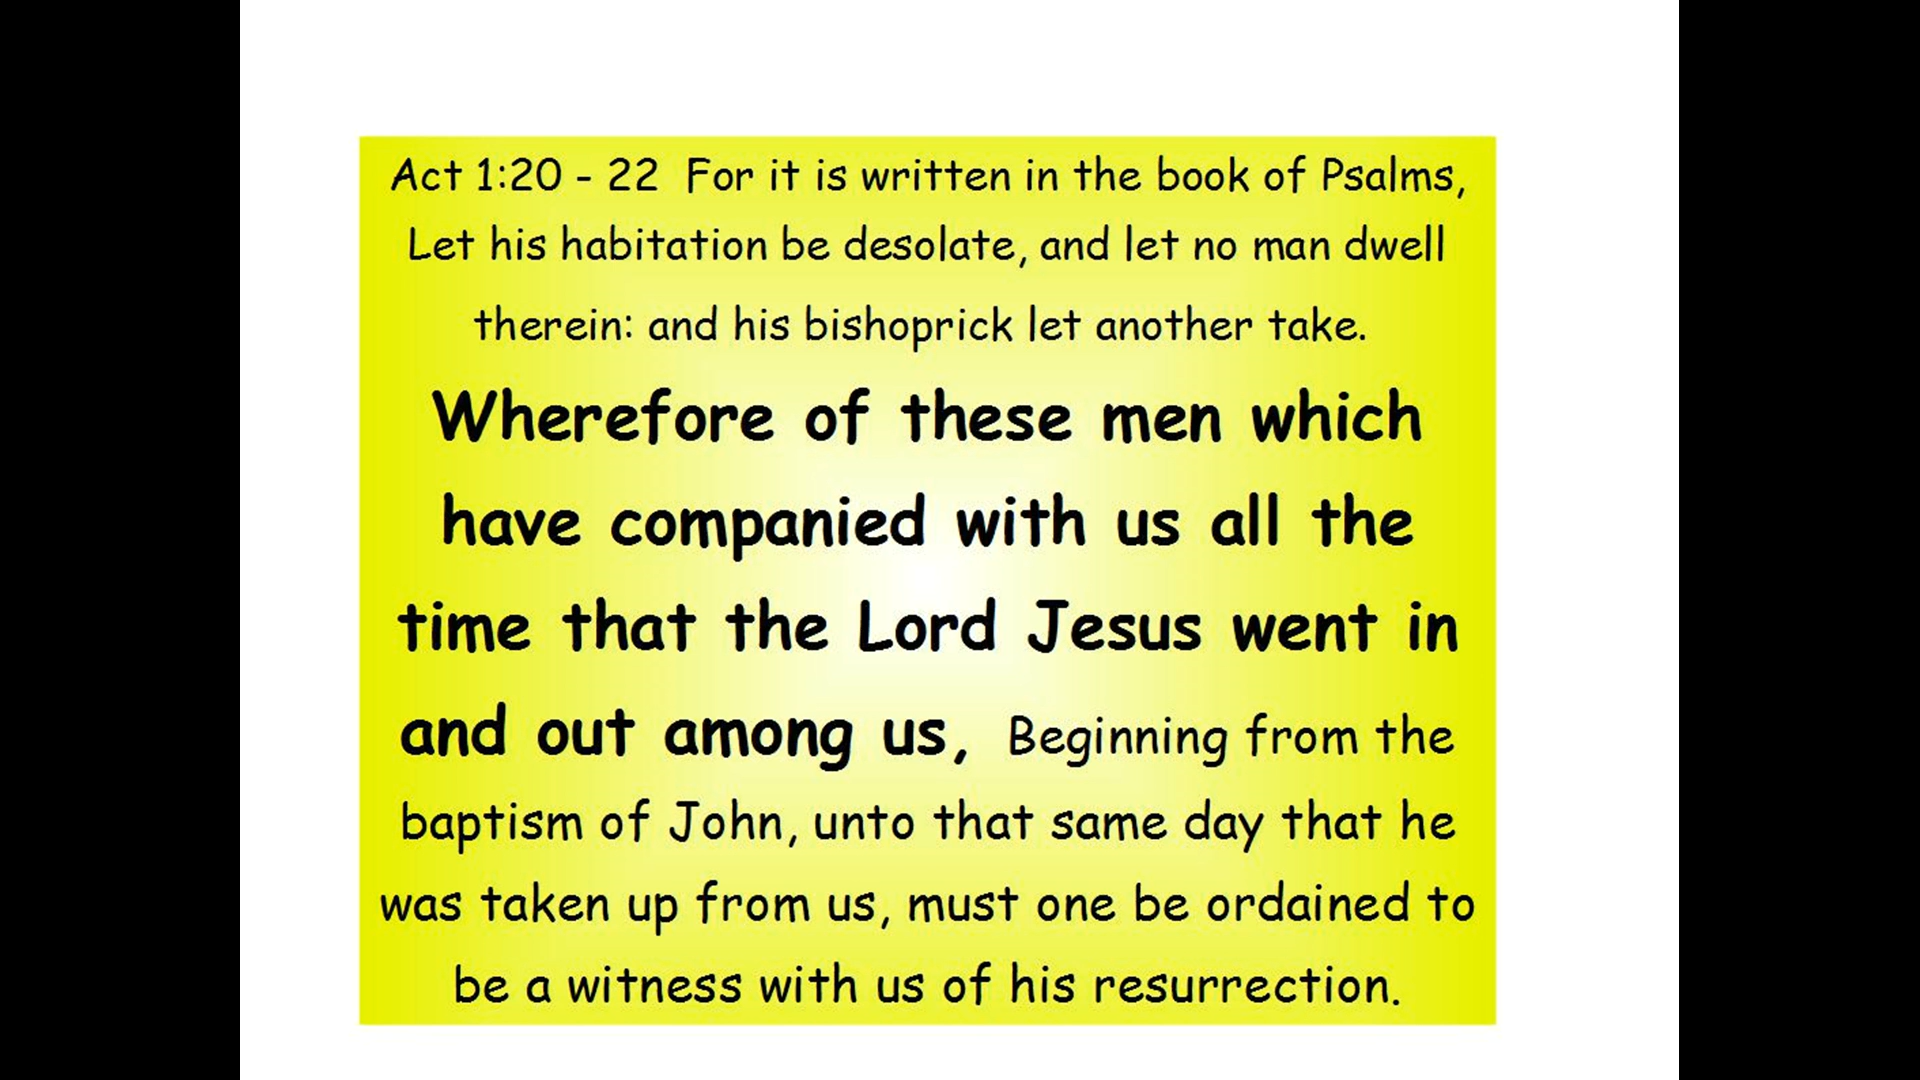 Act 1:20 - 22  For it is written in the book of Psalms,
Let his habitation be desolate, and let no man dwell
therein: and his bishoprick let another take.
Wherefore of these men which
have companied with us all the
time that the Lord Jesus went in
and out among us, Beginning from the
baptism of John, unto that same day that he
was taken up from us, must one be ordained to
be a witness with us of his resurrection.